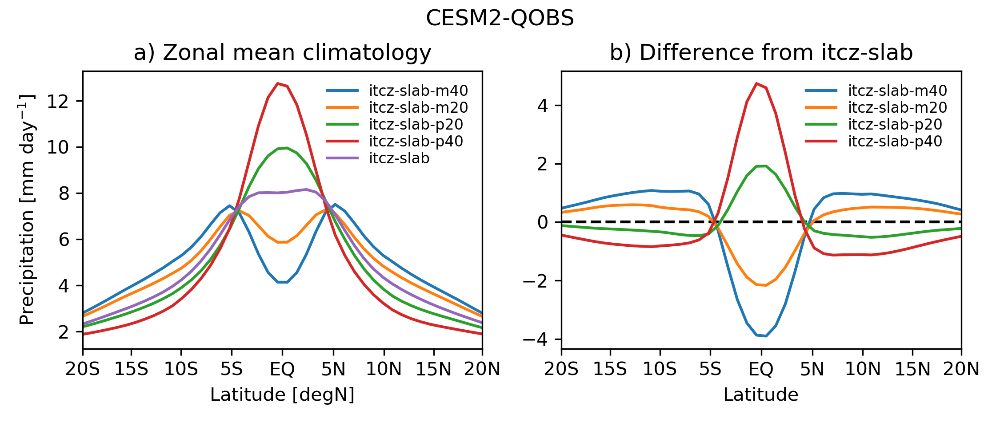 CESM2-QOBS
a) Zonal mean climatology
Precipitation [mm day⁻¹]
12
10
8
6
4
2
itcz-slab-m40
itcz-slab-m20
itcz-slab-p20
itcz-slab-p40
itcz-slab
20S 15S 10S 5S EQ 5N 10N 15N 20N
Latitude [degN]
b) Difference from itcz-slab
4
2
0
−2
−4
itcz-slab-m40
itcz-slab-m20
itcz-slab-p20
itcz-slab-p40
20S 15S 10S 5S EQ 5N 10N 15N 20N
Latitude